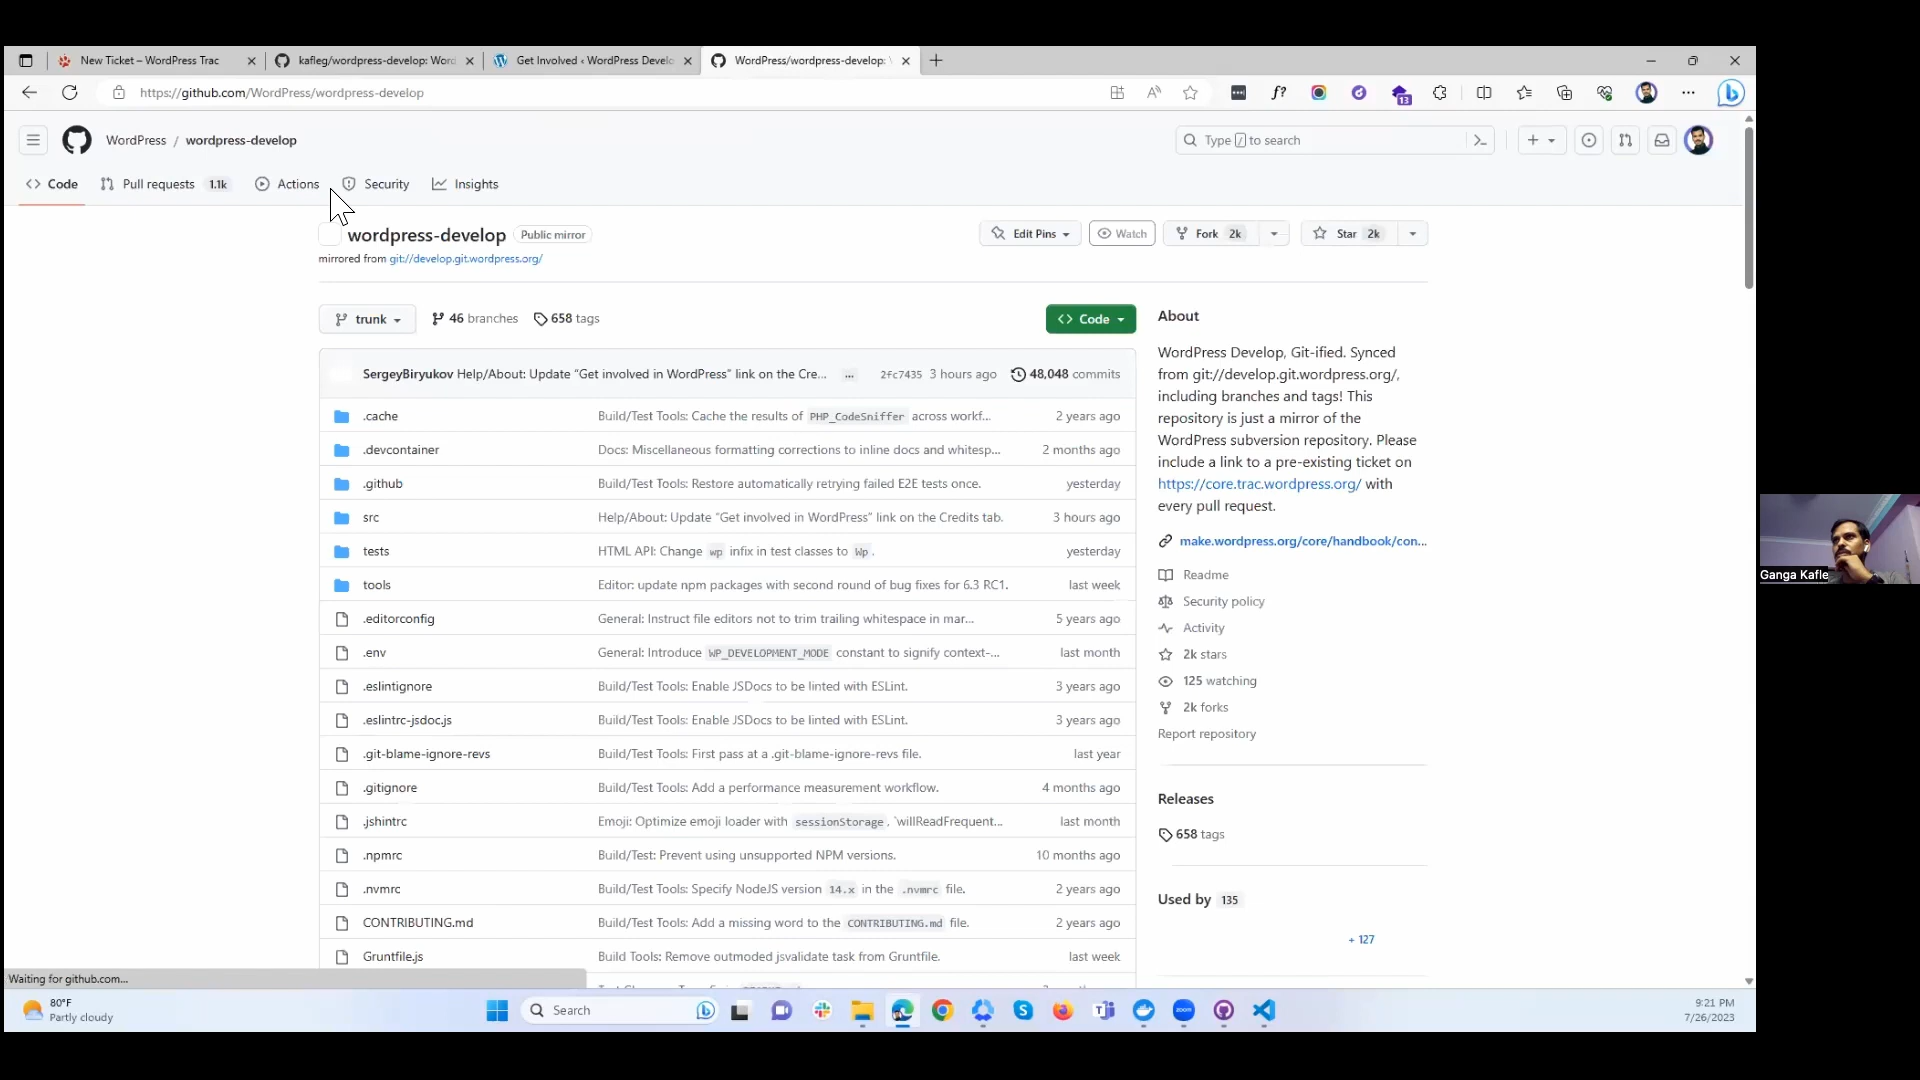 New Ticket – WordPress Trac
kafleg/wordpress-develop: Word
Get Involved ‹ WordPress Develo
WordPress/wordpress-develop:
https://github.com/WordPress/wordpress-develop
13
WordPress / wordpress-develop
Type / to search
Code
Pull requests 1.1k
Actions
Security
Insights
wordpress-develop Public mirror
Edit Pins
Watch
Fork 2k
Star 2k
mirrored from git://develop.git.wordpress.org/
trunk
46 branches
658 tags
Code
SergeyBiryukov Help/About: Update “Get involved in WordPress” link on the Cre... ... 2fc7435 3 hours ago 48,048 commits
.cache Build/Test Tools: Cache the results of PHP_CodeSniffer across workf... 2 years ago
.devcontainer Docs: Miscellaneous formatting corrections to inline docs and whitesp... 2 months ago
.github Build/Test Tools: Restore automatically retrying failed E2E tests once. yesterday
src Help/About: Update “Get involved in WordPress” link on the Credits tab. 3 hours ago
tests HTML API: Change wp infix in test classes to Wp. yesterday
tools Editor: update npm packages with second round of bug fixes for 6.3 RC1. last week
.editorconfig General: Instruct file editors not to trim trailing whitespace in mar... 5 years ago
.env General: Introduce WP_DEVELOPMENT_MODE constant to signify context-... last month
.eslintignore Build/Test Tools: Enable JSDocs to be linted with ESLint. 3 years ago
.eslintrc-jsdoc.js Build/Test Tools: Enable JSDocs to be linted with ESLint. 3 years ago
.git-blame-ignore-revs Build/Test Tools: First pass at a .git-blame-ignore-revs file. last year
.gitignore Build/Test Tools: Add a performance measurement workflow. 4 months ago
.jshintrc Emoji: Optimize emoji loader with sessionStorage, `willReadFrequent... last month
.npmrc Build/Test: Prevent using unsupported NPM versions. 10 months ago
.nvmrc Build/Test Tools: Specify NodeJS version 14.x in the .nvmrc file. 2 years ago
CONTRIBUTING.md Build/Test Tools: Add a missing word to the CONTRIBUTING.md file. 2 years ago
Gruntfile.js Build Tools: Remove outmoded jsvalidate task from Gruntfile. last week
About
WordPress Develop, Git-ified. Synced
from git://develop.git.wordpress.org/,
including branches and tags! This
repository is just a mirror of the
WordPress subversion repository. Please
include a link to a pre-existing ticket on
https://core.trac.wordpress.org/ with
every pull request.
make.wordpress.org/core/handbook/con...
Readme
Security policy
Activity
2k stars
125 watching
2k forks
Report repository
Releases
658 tags
Used by 135
+ 127
Ganga Kafle
Waiting for github.com...
80°F
Partly cloudy
Search
zoom
9:21 PM
7/26/2023